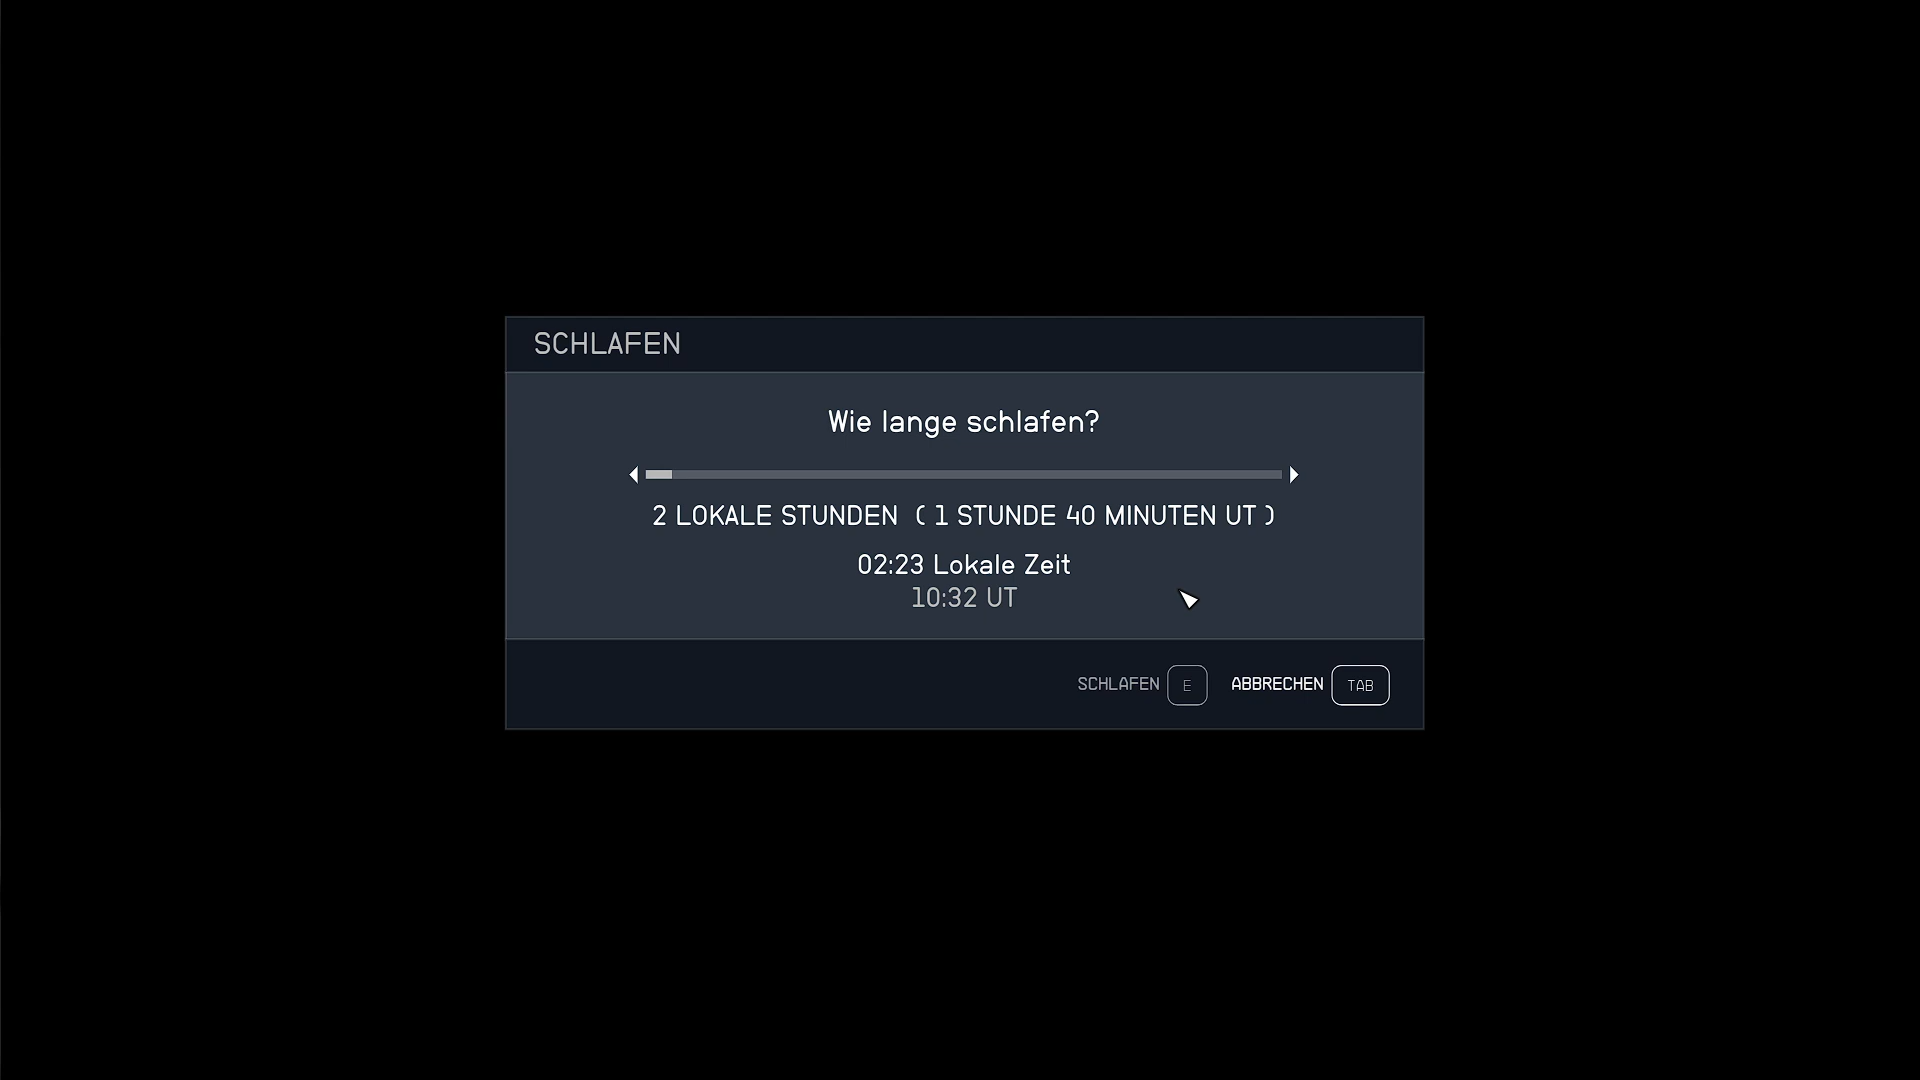 SCHLAFEN
Wie lange schlafen?
2 LOKALE STUNDEN ( 1 STUNDE 40 MINUTEN UT )
02:23 Lokale Zeit
10:32 UT
SCHLAFEN E ABBRECHEN TAB